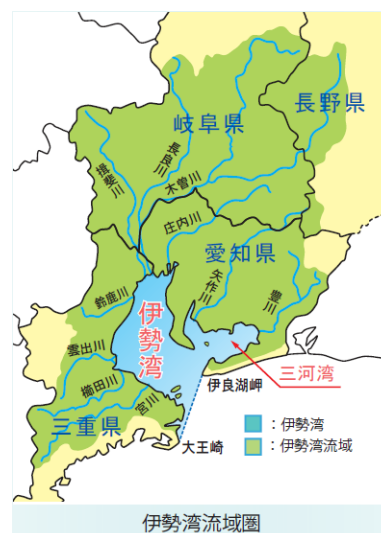 長野県
岐阜県
揖斐川
長良川
木曽川
庄内川
愛知県
矢作川
豊川
鈴鹿川
伊勢湾
雲出川
三河湾
櫛田川
伊良湖岬
宮川
三重県
大王崎
：伊勢湾
：伊勢湾流域
伊勢湾流域圏